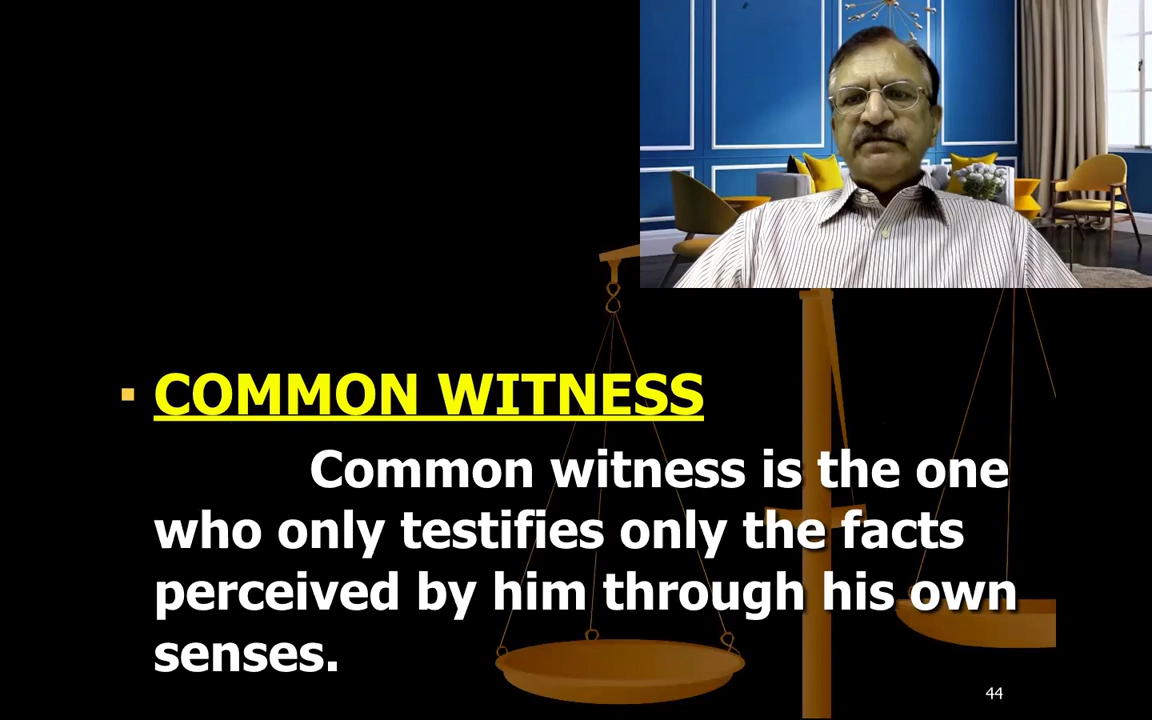 ▪ COMMON WITNESS
Common witness is the one
who only testifies only the facts
perceived by him through his own
senses.
44